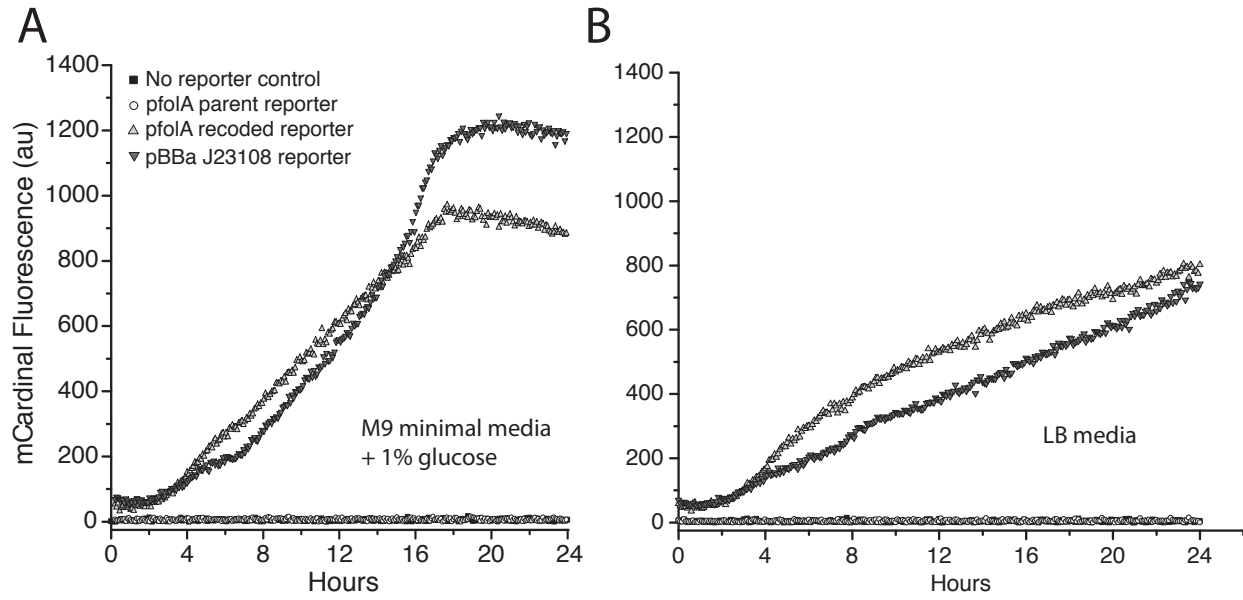 A
mCardinal Fluorescence (au)
1400
1200
1000
800
600
400
200
0
No reporter control
pfolA parent reporter
pfolA recoded reporter
pBBa J23108 reporter
M9 minimal media
+ 1% glucose
0 4 8 12 16 20 24
Hours
B
1400
1200
1000
800
600
400
200
0
LB media
0 4 8 12 16 20 24
Hours